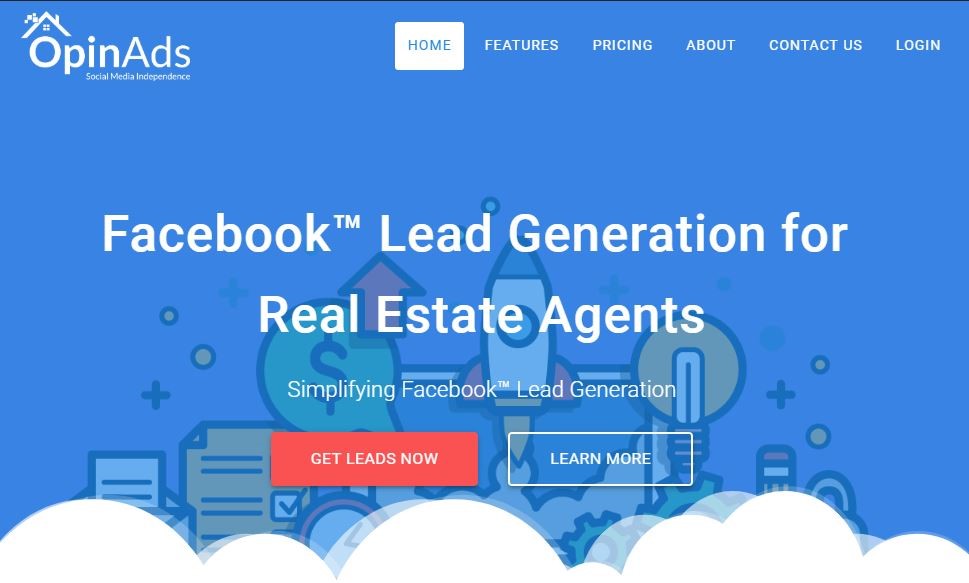 OpinAds
Social Media Independence
HOME FEATURES PRICING ABOUT CONTACT US LOGIN
Facebook™ Lead Generation for
Real Estate Agents
Simplifying Facebook™ Lead Generation
GET LEADS NOW LEARN MORE